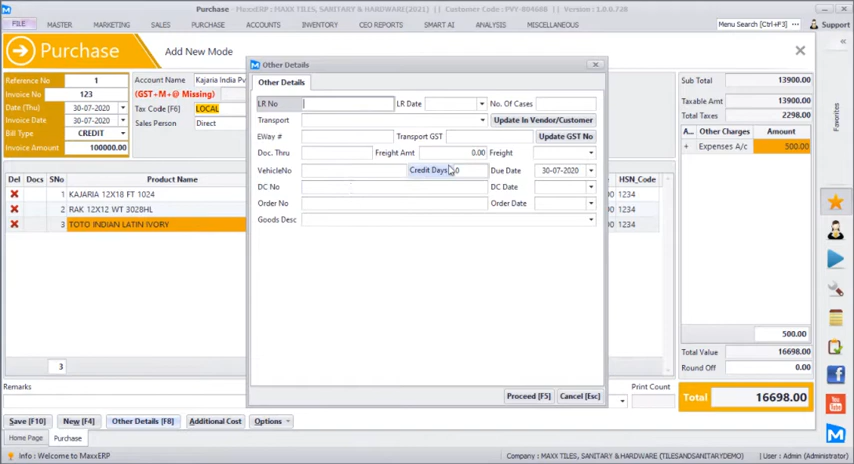 Purchase - MaxxERP: MAXX TILES, SANITARY & HARDWARE(2021) | Customer Code : PVY-804688 - Version : 1.0.0.728
FILE MASTER MARKETING SALES PURCHASE ACCOUNTS INVENTORY CEO REPORTS SMART AI ANALYSIS MISCELLANEOUS Menu Search [Ctrl+F3] Support
Purchase Add New Mode
Reference No 1
Invoice No 123
Date (Thu) 30-07-2020
Invoice Date 30-07-2020
Bill Type CREDIT
Invoice Amount 100000.00
Account Name Kajaria India Pv
(GST+M+@ Missing)
Tax Code [F6] LOCAL
Sales Person Direct
Del Docs SNo Product Name HSN_Code
1 KAJARIA 12X18 FT 1024 1234
2 RAK 12X12 WT 3028HL 1234
3 TOTO INDIAN LATIN IVORY 1234
3
Other Details
Other Details
LR No LR Date No. Of Cases
Transport Update In Vendor/Customer
EWay # Transport GST Update GST No
Doc. Thru Freight Amt 0.00 Freight
VehicleNo Credit Days 0 Due Date 30-07-2020
DC No DC Date
Order No Order Date
Goods Desc
Proceed [F5] Cancel [Esc]
Sub Total 13900.00
Taxable Amt 13900.00
Total Taxes 2298.00
A... Other Charges Amount
+ Expenses A/c 500.00
500.00
Total Value 16698.00
Round Off 0.00
Total 16698.00
Favourites
Remarks Print Count
Save [F10] New [F4] Other Details [F8] Additional Cost Options
Home Page Purchase
Info : Welcome to MaxxERP Company : MAXX TILES, SANITARY & HARDWARE (TILESANDSANITARYDEMO) | User : Admin (Administrator)